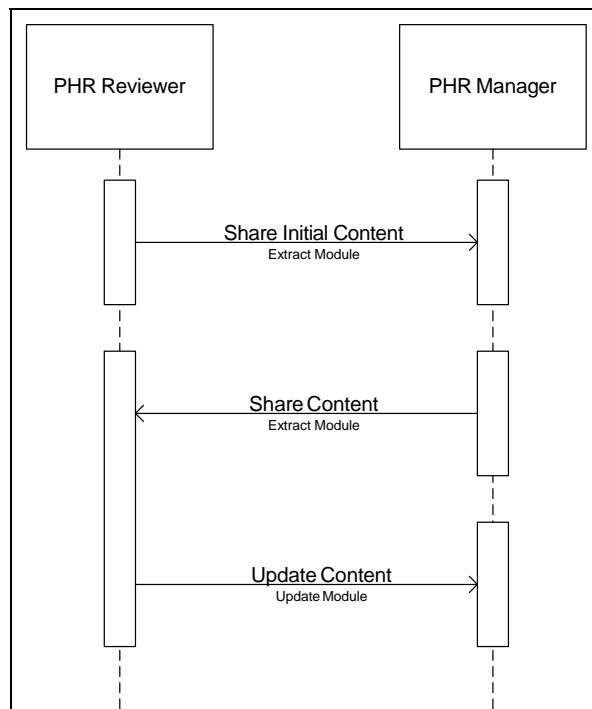 PHR Reviewer
PHR Manager
Share Initial Content
Extract Module
Share Content
Extract Module
Update Content
Update Module